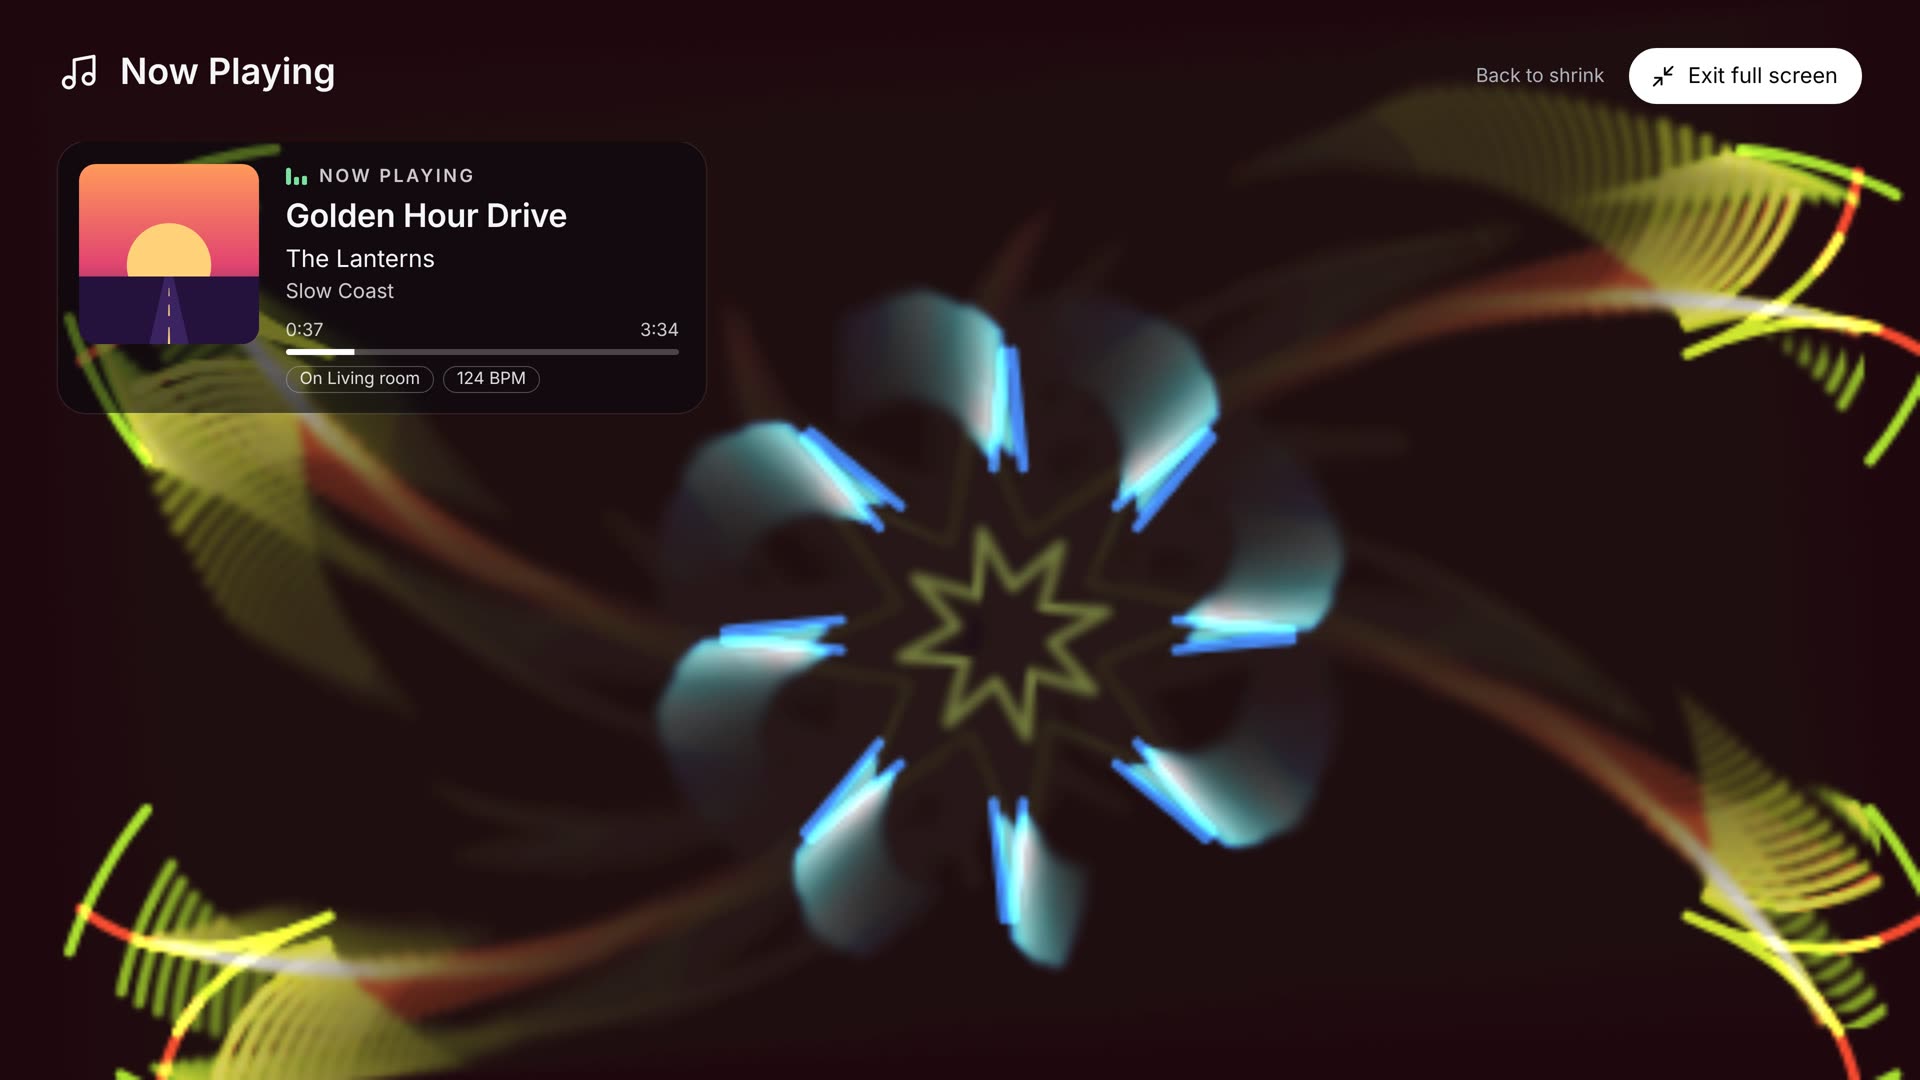 Now Playing
Back to shrink
Exit full screen
NOW PLAYING
Golden Hour Drive
The Lanterns
Slow Coast
0:37 3:34
On Living room 124 BPM